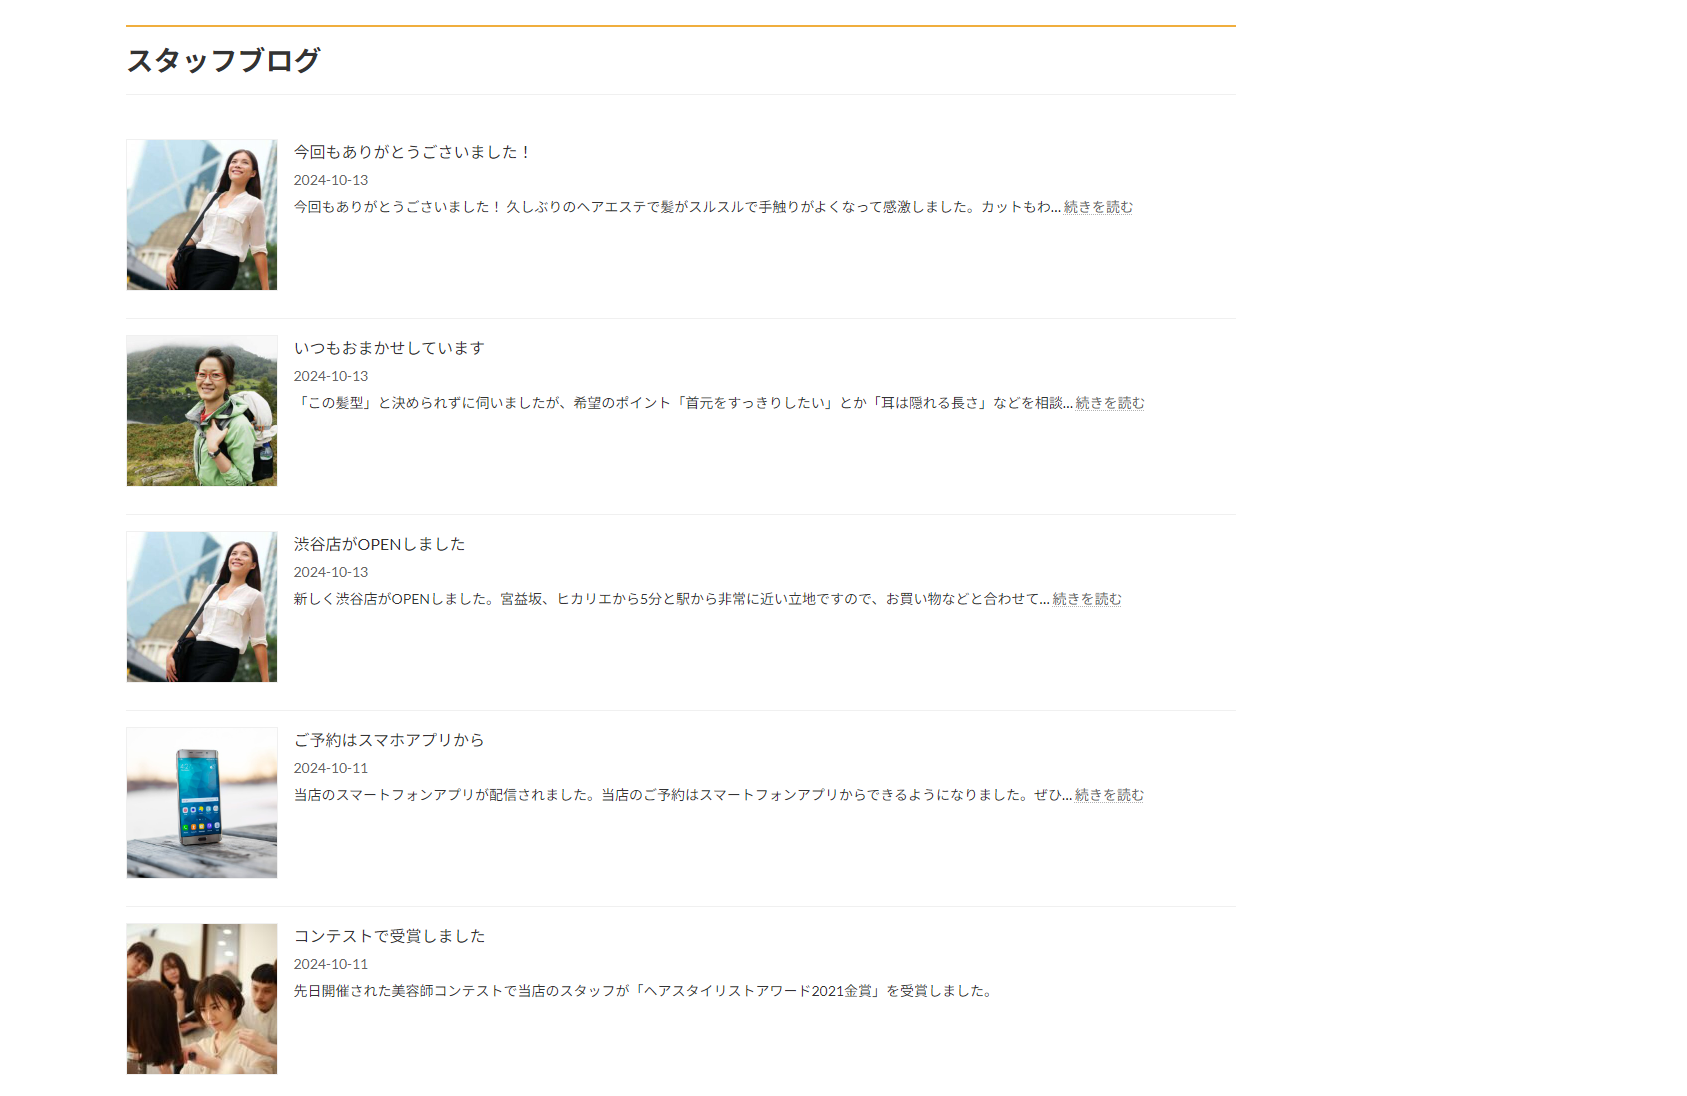 スタッフブログ
今回もありがとうごさいました！
2024-10-13
今回もありがとうごさいました！ 久しぶりのヘアエステで髪がスルスルで手触りがよくなって感激しました。カットもわ... 続きを読む
いつもおまかせしています
2024-10-13
「この髪型」と決められずに伺いましたが、希望のポイント「首元をすっきりしたい」とか「耳は隠れる長さ」などを相談... 続きを読む
渋谷店がOPENしました
2024-10-13
新しく渋谷店がOPENしました。宮益坂、ヒカリエから5分と駅から非常に近い立地ですので、お買い物などと合わせて... 続きを読む
ご予約はスマホアプリから
2024-10-11
当店のスマートフォンアプリが配信されました。当店のご予約はスマートフォンアプリからできるようになりました。ぜひ... 続きを読む
コンテストで受賞しました
2024-10-11
先日開催された美容師コンテストで当店のスタッフが「ヘアスタイリストアワード2021金賞」を受賞しました。